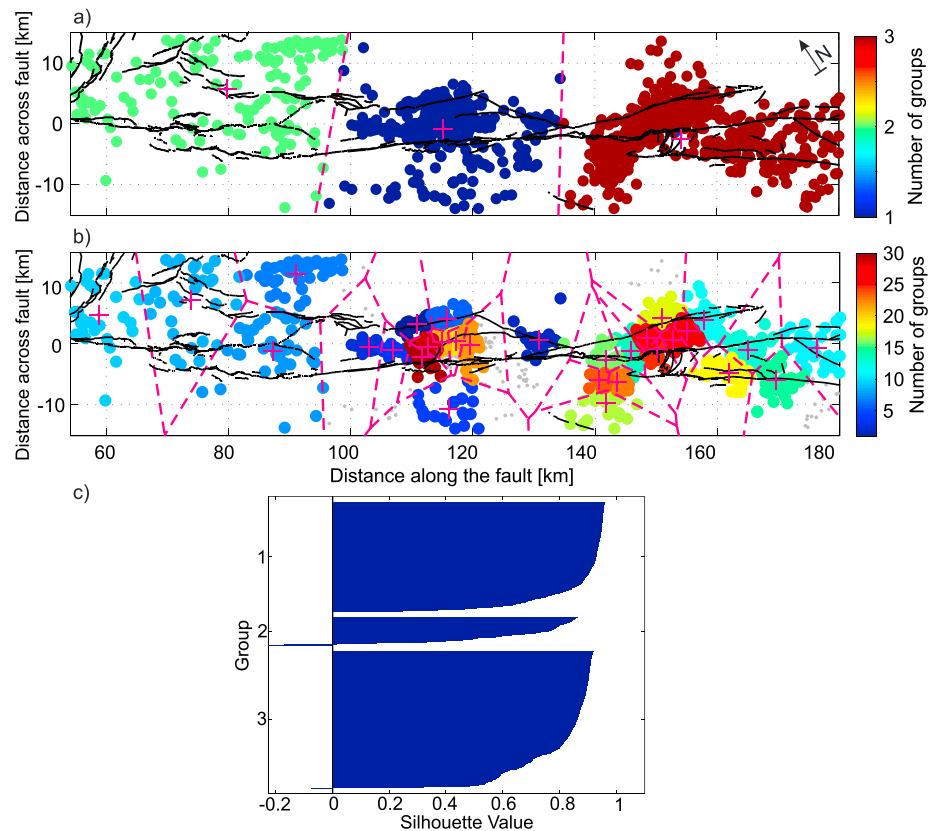 a)
Distance across fault [km]
10
0
-10
N
3
2
1
Number of groups
b)
Distance across fault [km]
10
0
-10
60
80
100
120
140
160
180
Distance along the fault [km]
30
25
20
15
10
5
Number of groups
c)
Group
1
2
3
-0.2
0
0.2
0.4
0.6
0.8
1
Silhouette Value